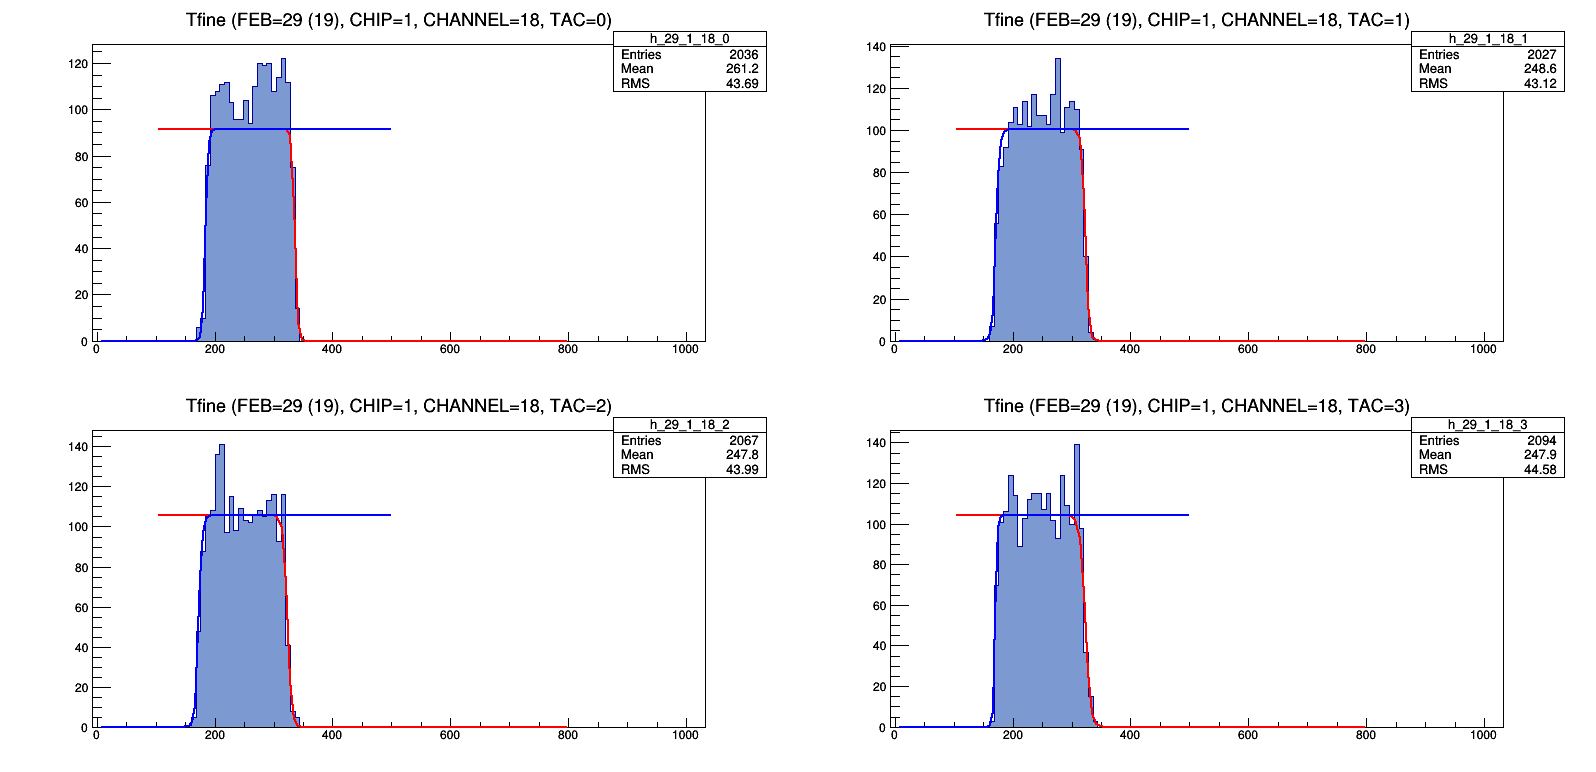 Tfine (FEB=29 (19), CHIP=1, CHANNEL=18, TAC=0)
h_29_1_18_0
Entries 2036
Mean 261.2
RMS 43.69
120
100
80
60
40
20
0
0 200 400 600 800 1000
Tfine (FEB=29 (19), CHIP=1, CHANNEL=18, TAC=1)
h_29_1_18_1
Entries 2027
Mean 248.6
RMS 43.12
140
120
100
80
60
40
20
0
0 200 400 600 800 1000
Tfine (FEB=29 (19), CHIP=1, CHANNEL=18, TAC=2)
h_29_1_18_2
Entries 2067
Mean 247.8
RMS 43.99
140
120
100
80
60
40
20
0
0 200 400 600 800 1000
Tfine (FEB=29 (19), CHIP=1, CHANNEL=18, TAC=3)
h_29_1_18_3
Entries 2094
Mean 247.9
RMS 44.58
140
120
100
80
60
40
20
0
0 200 400 600 800 1000